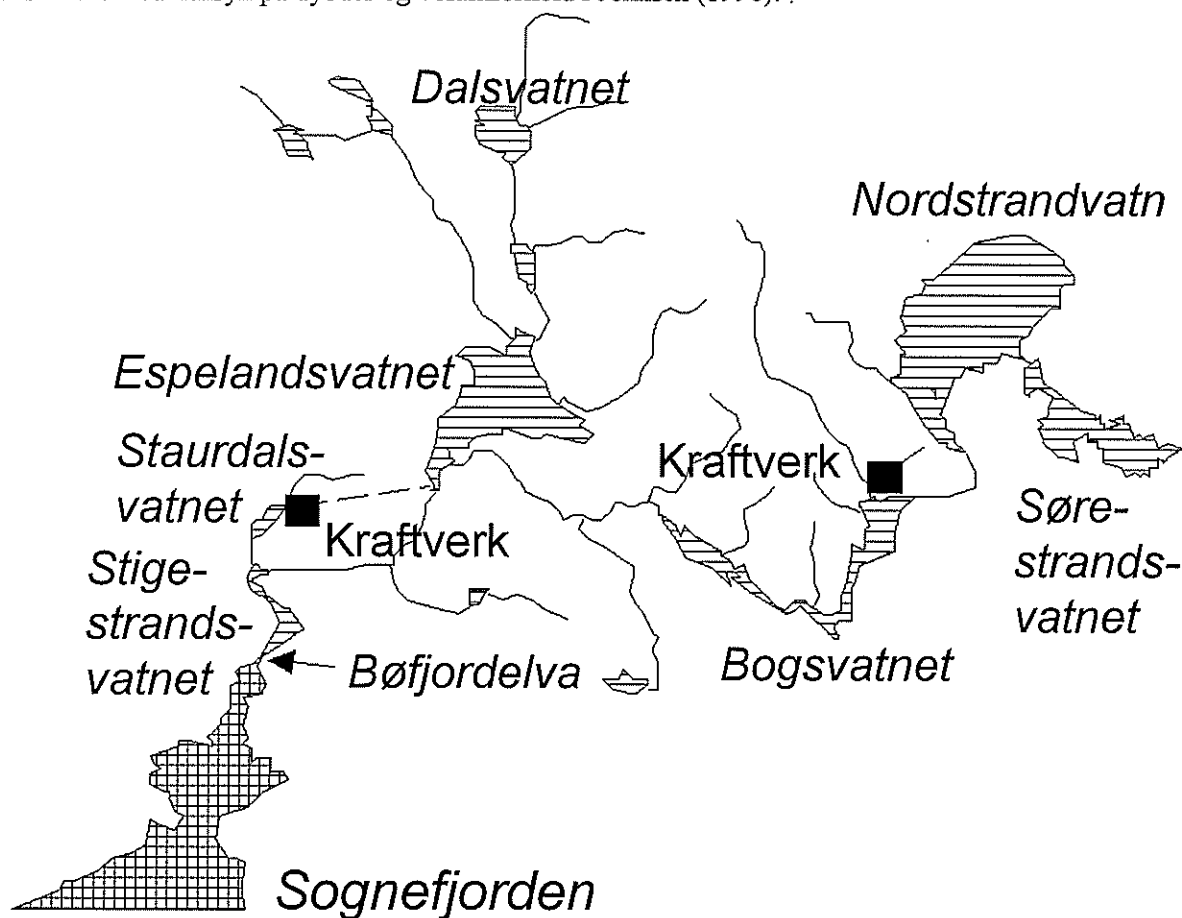 Dalsvatnet
Nordstrandvatn
Espelandsvatnet
Staurdals-
vatnet
Kraftverk
Kraftverk
Søre-
strands-
vatnet
Stige-
strands-
vatnet
Bøfjordelva
Bogsvatnet
Sognefjorden